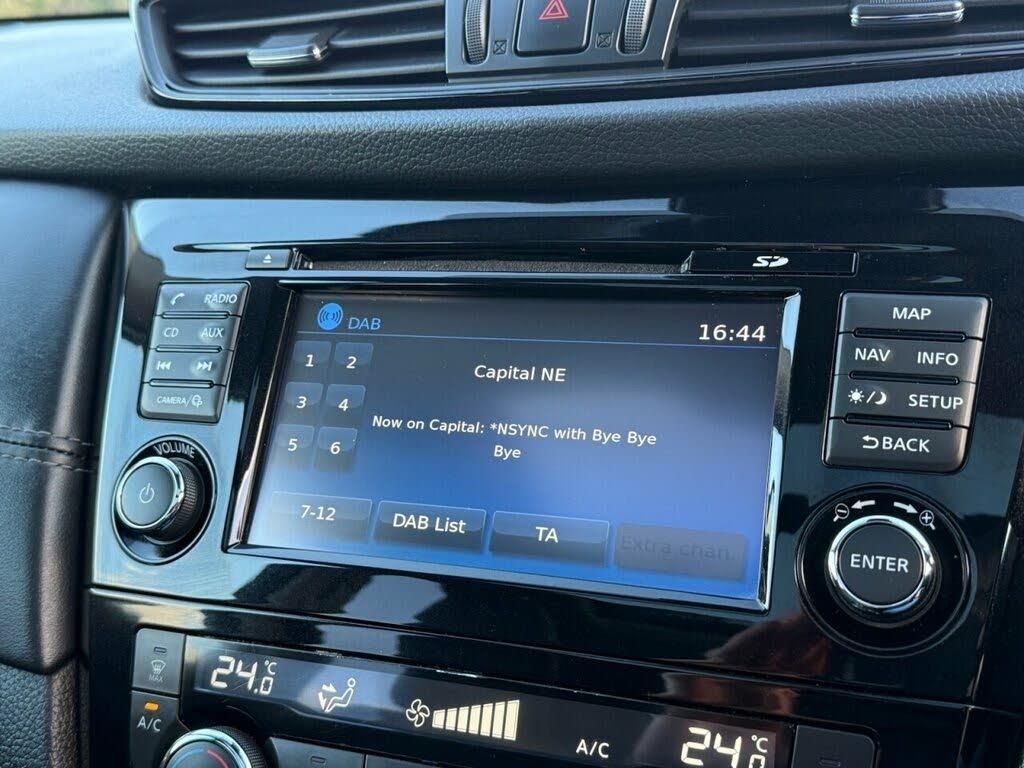 SD
RADIO
CD AUX
CAMERA/
VOLUME
DAB
16:44
1 2
3 4
5 6
Capital NE
Now on Capital: *NSYNC with Bye Bye
Bye
7-12
DAB List
TA
Extra chan.
MAP
NAV INFO
SETUP
BACK
ENTER
MAX
A/C
24.0°C
A/C
24.0°C